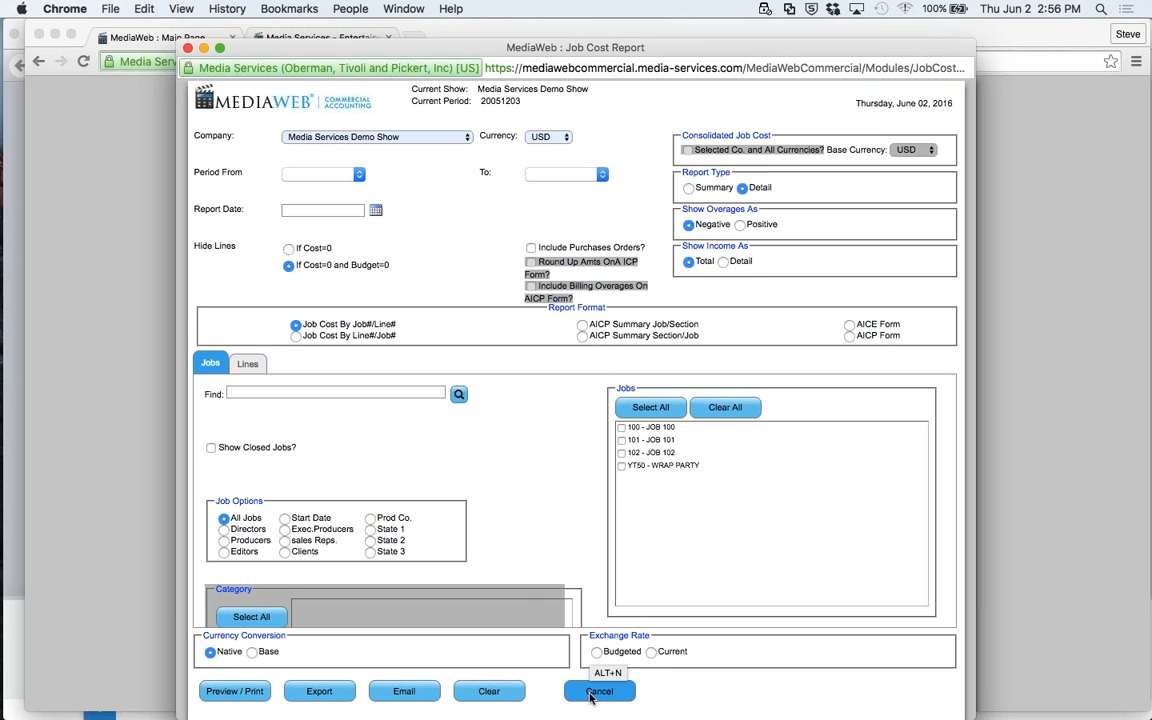 Chrome File Edit View History Bookmarks People Window Help 100% Thu Jun 2 2:56 PM
MediaWeb : Main Page Media Services - Entertain Steve
MediaWeb : Job Cost Report
Media Serv Media Services (Oberman, Tivoli and Pickert, Inc) [US] https://mediawebcommercial.media-services.com/MediaWebCommercial/Modules/JobCost...
MEDIAWEB COMMERCIAL ACCOUNTING
Current Show: Media Services Demo Show
Current Period: 20051203
Thursday, June 02, 2016
Company: Media Services Demo Show Currency: USD
Consolidated Job Cost
Selected Co. and All Currencies? Base Currency: USD
Period From To:
Report Type
Summary Detail
Report Date:
Show Overages As
Negative Positive
Hide Lines If Cost=0
If Cost=0 and Budget=0
Include Purchases Orders?
Round Up Amts OnA ICP
Form?
Include Billing Overages On
AICP Form?
Show Income As
Total Detail
Report Format
Job Cost By Job#/Line# AICP Summary Job/Section AICE Form
Job Cost By Line#/Job# AICP Summary Section/Job AICP Form
Jobs Lines
Find:
Show Closed Jobs?
Jobs
Select All Clear All
100 - JOB 100
101 - JOB 101
102 - JOB 102
YT50 - WRAP PARTY
Job Options
All Jobs Start Date Prod Co.
Directors Exec.Producers State 1
Producers sales Reps. State 2
Editors Clients State 3
Category
Select All
Currency Conversion
Native Base
Exchange Rate
Budgeted Current
ALT+N
Preview / Print Export Email Clear Cancel